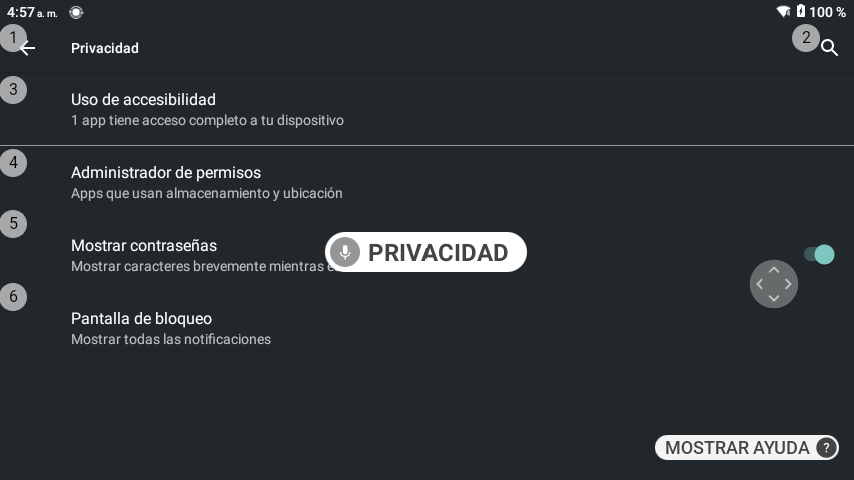 4:57 a. m.
100 %
1
Privacidad
2
3
Uso de accesibilidad
1 app tiene acceso completo a tu dispositivo
4
Administrador de permisos
Apps que usan almacenamiento y ubicación
5
Mostrar contraseñas
Mostrar caracteres brevemente mientras
PRIVACIDAD
6
Pantalla de bloqueo
Mostrar todas las notificaciones
MOSTRAR AYUDA ?